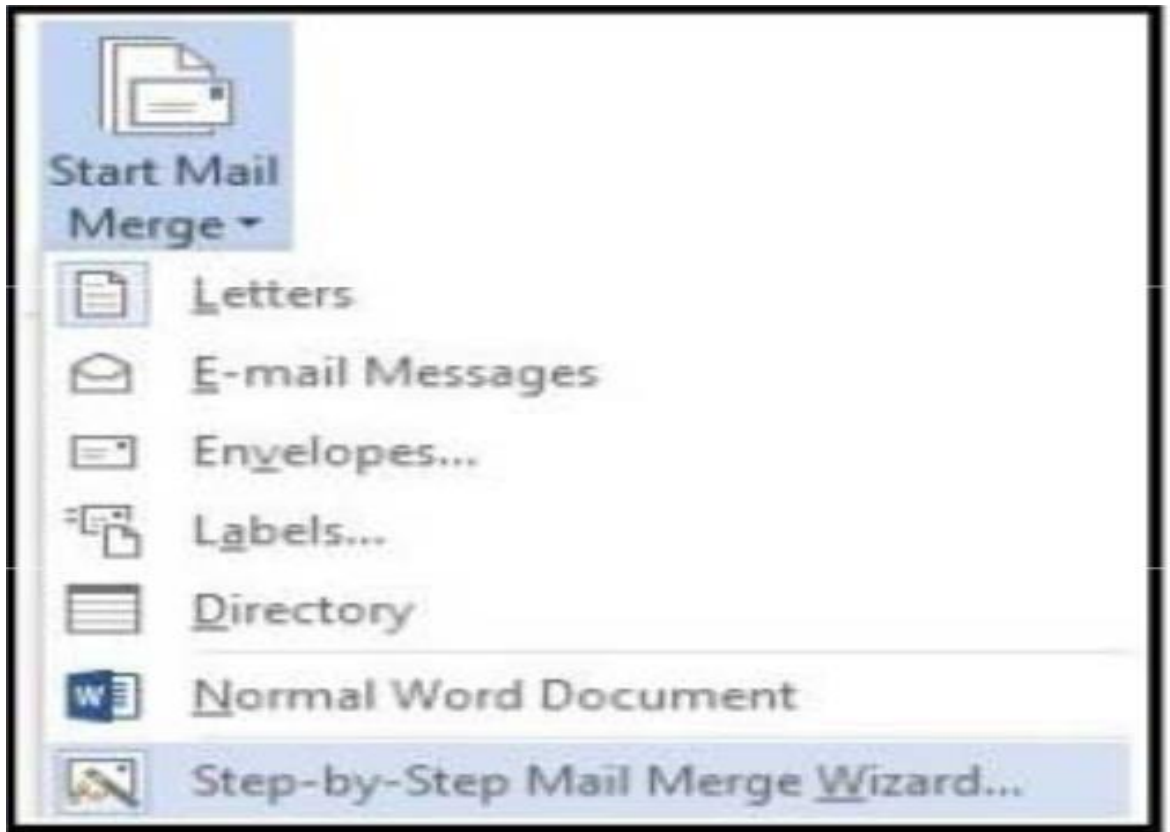 Start Mail
Merge
Letters
E-mail Messages
Envelopes...
Labels...
Directory
Normal Word Document
Step-by-Step Mail Merge Wizard...